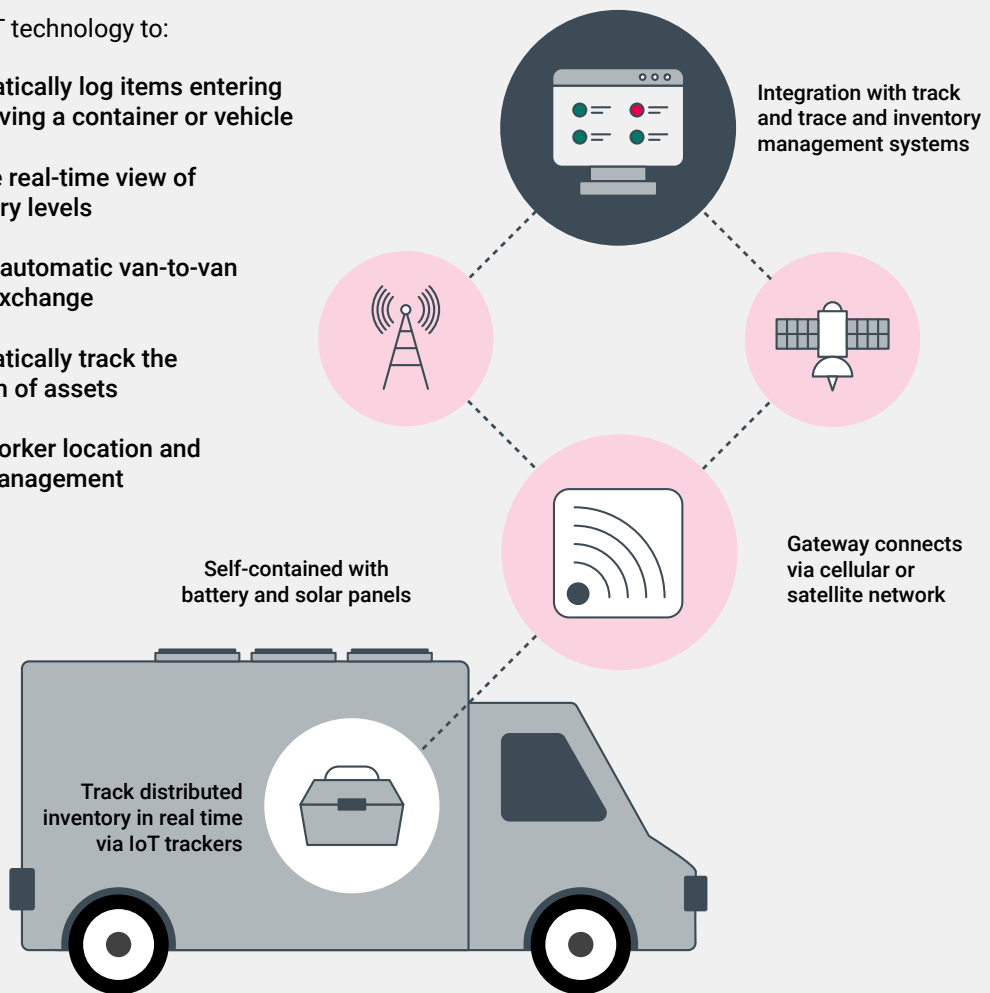 T technology to:
atically log items entering
ving a container or vehicle
e real-time view of
ry levels
automatic van-to-van
xchange
atically track the
n of assets
orker location and
anagement
Integration with track
and trace and inventory
management systems
Gateway connects
via cellular or
satellite network
Self-contained with
battery and solar panels
Track distributed
inventory in real time
via IoT trackers